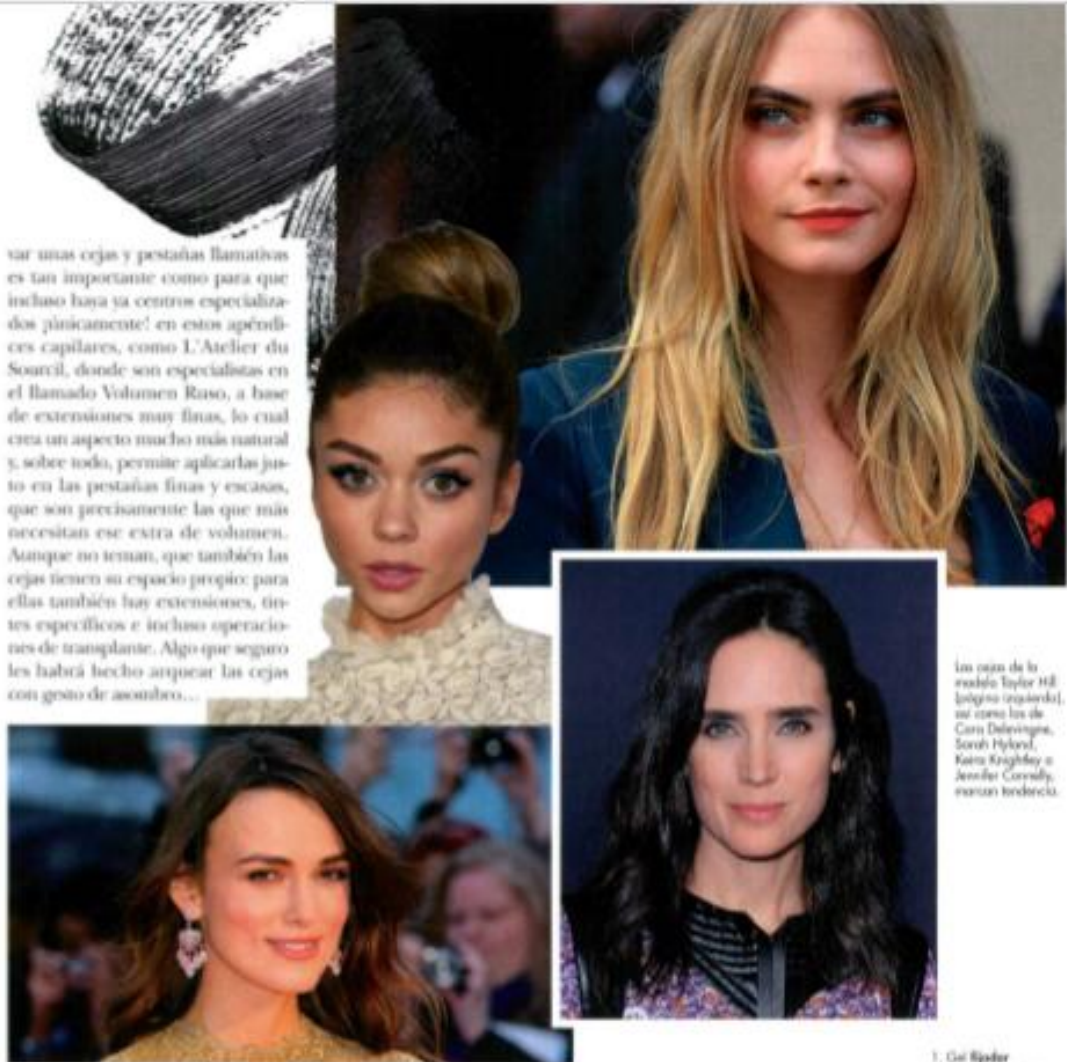 var unas cejas y pestañas llamativas
es tan importante como para que
incluso haya ya centros especializa-
dos ¡únicamente! en estos apéndi-
ces capilares, como L'Atelier du
Sourcil, donde son especialistas en
el llamado Volumen Ruso, a base
de extensiones muy finas, lo cual
crea un aspecto mucho más natural
y, sobre todo, permite aplicarlas jus-
to en las pestañas finas y escasas,
que son precisamente las que más
necesitan ese extra de volumen.
Aunque no teman, que también las
cejas tienen su espacio propio: para
ellas también hay extensiones, tin-
tes específicos e incluso operacio-
nes de transplante. Algo que seguro
les habrá hecho arquear las cejas
con gesto de asombro...
Las cejas de la
modelo Taylor Hill
(página izquierda),
así como las de
Cara Delevingne,
Sarah Hyland,
Keira Knightley o
Jennifer Connelly,
marcan tendencia.
1. Gel fijador